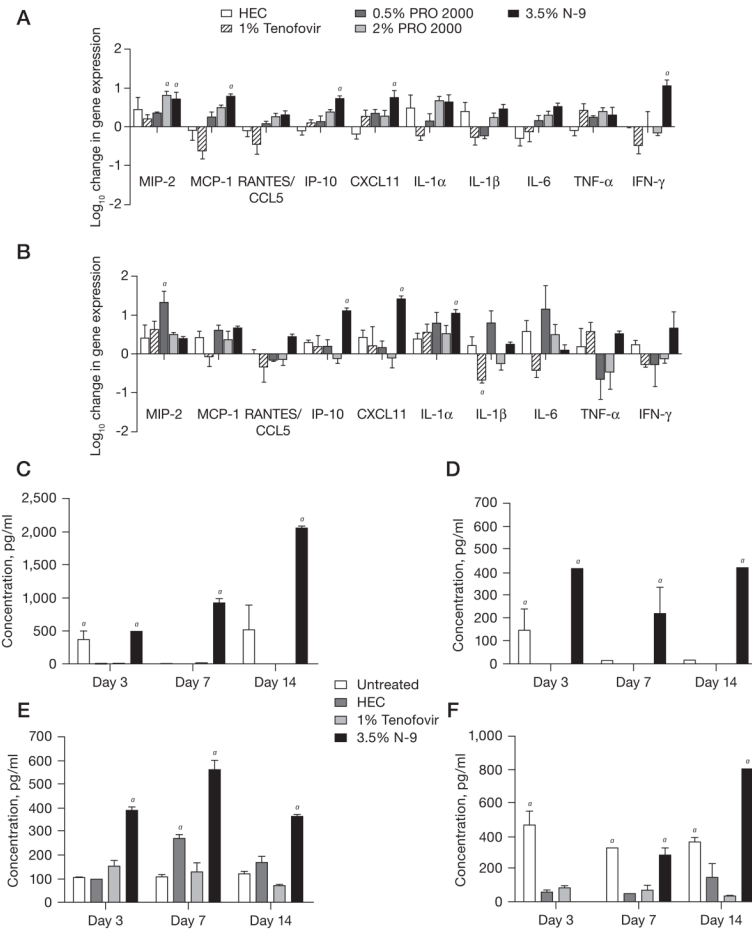 A
HEC
1% Tenofovir
0.5% PRO 2000
2% PRO 2000
3.5% N-9
Log10 change in gene expression
2
1
0
-1
-2
a a a a a a
MIP-2 MCP-1 RANTES/ IP-10 CXCL11 IL-1α IL-1β IL-6 TNF-α IFN-γ
CCL5
B
Log10 change in gene expression
2
1
0
-1
-2
a a a a a
MIP-2 MCP-1 RANTES/ IP-10 CXCL11 IL-1α IL-1β IL-6 TNF-α IFN-γ
CCL5
C
Concentration, pg/ml
2,500
2,000
1,500
1,000
500
0
a a a a
Day 3 Day 7 Day 14
D
Concentration, pg/ml
700
600
500
400
300
200
100
0
a a a a
Day 3 Day 7 Day 14
Untreated
HEC
1% Tenofovir
3.5% N-9
E
Concentration, pg/ml
700
600
500
400
300
200
100
0
a a a a
Day 3 Day 7 Day 14
F
Concentration, pg/ml
1,000
800
600
400
200
0
a a a a a
Day 3 Day 7 Day 14